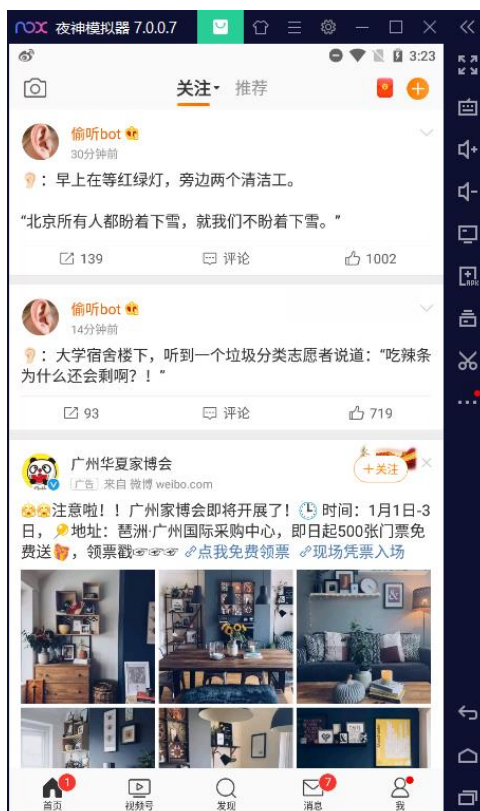 nox 夜神模拟器 7.0.0.7
3:23
关注 推荐
偷听bot
30分钟前
：早上在等红绿灯，旁边两个清洁工。
“北京所有人都盼着下雪，就我们不盼着下雪。”
139 评论 1002
偷听bot
14分钟前
：大学宿舍楼下，听到一个垃圾分类志愿者说道：“吃辣条
为什么还会剩啊？！”
93 评论 719
广州华夏家博会
广告 来自 微博 weibo.com
+关注
注意啦！！广州家博会即将开展了！ 时间：1月1日-3
日，地址：琶洲·广州国际采购中心，即日起500张门票免
费送，领票戳☞☞☞ 点我免费领票 现场凭票入场
1 7
首页 视频号 发现 消息 我
APK